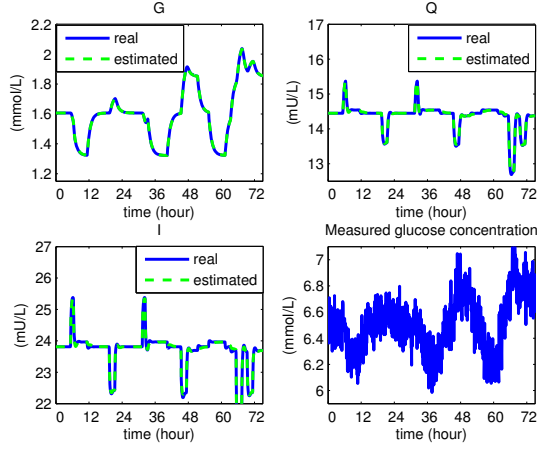 G
2.2
2
1.8
1.6
1.4
1.2
(mmol/L)
real
estimated
0 12 24 36 48 60 72
time (hour)
Q
17
16
15
14
13
(mU/L)
real
estimated
0 12 24 36 48 60 72
time (hour)
I
27
26
25
24
23
22
(mU/L)
real
estimated
0 12 24 36 48 60 72
time (hour)
Measured glucose concentration
7
6.8
6.6
6.4
6.2
6
(mmol/L)
0 12 24 36 48 60 72
time (hour)